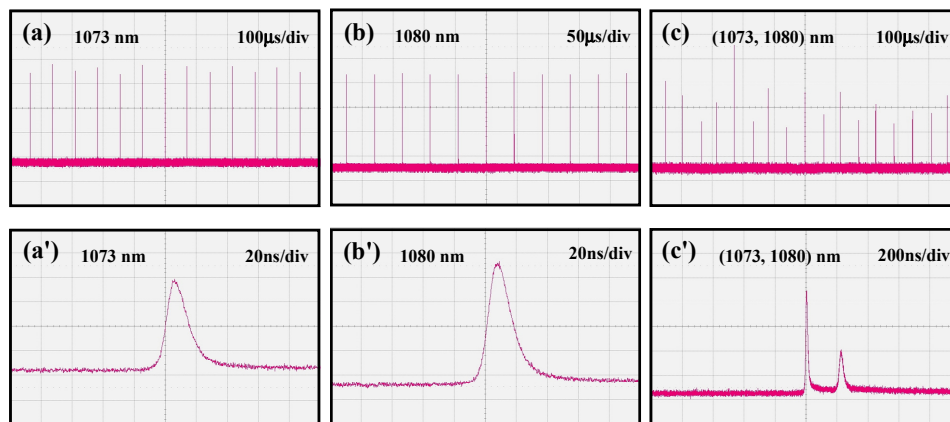 (a) 1073 nm 100μs/div
(b) 1080 nm 50μs/div
(c) (1073, 1080) nm 100μs/div
(a') 1073 nm 20ns/div
(b') 1080 nm 20ns/div
(c') (1073, 1080) nm 200ns/div